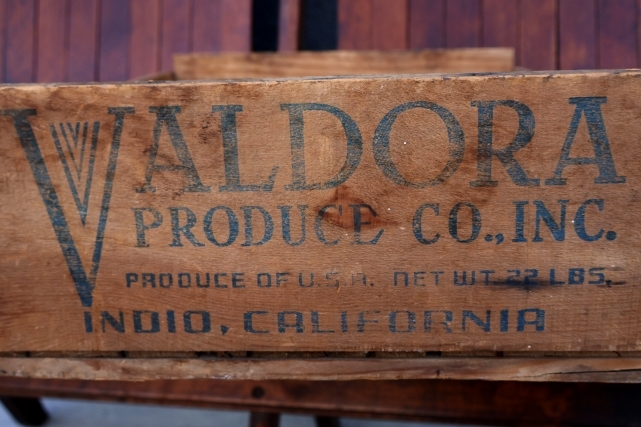 VALDORA
PRODUCE CO., INC.
PRODUCE OF U.S.A. NET WT. 22 LBS.
INDIO, CALIFORNIA